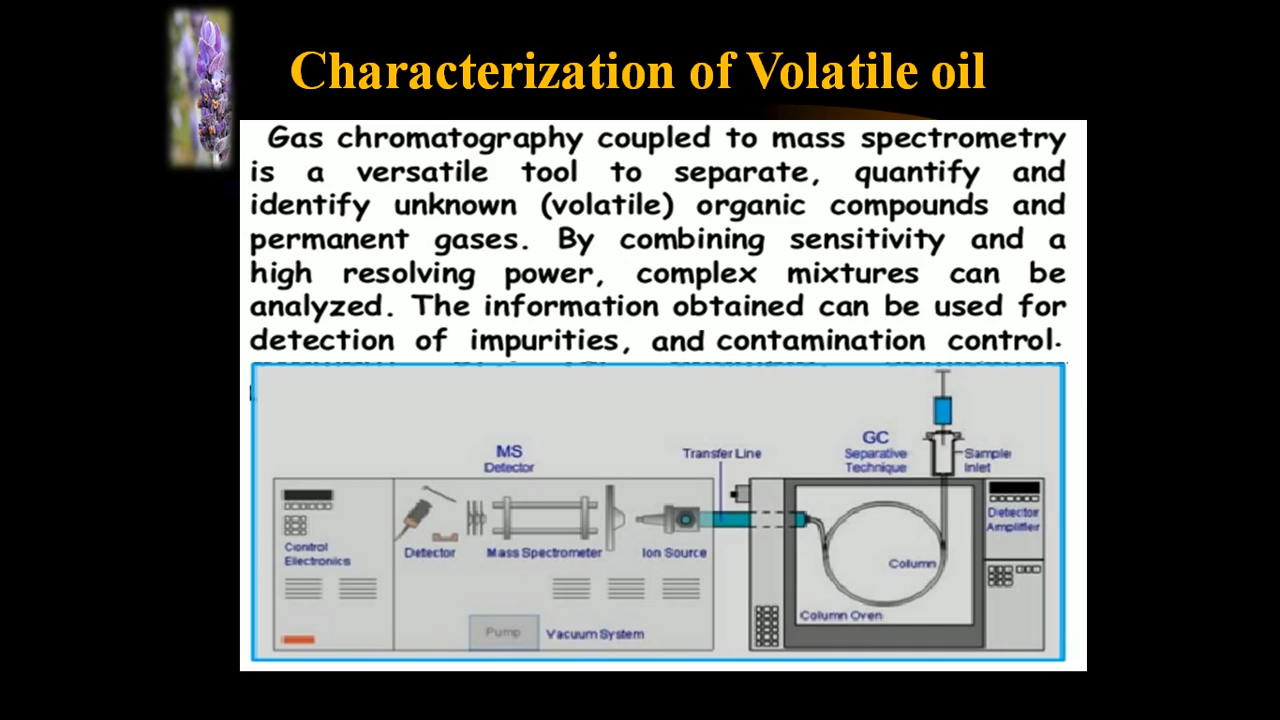 Characterization of Volatile oil
Gas chromatography coupled to mass spectrometry
is a versatile tool to separate, quantify and
identify unknown (volatile) organic compounds and
permanent gases. By combining sensitivity and a
high resolving power, complex mixtures can be
analyzed. The information obtained can be used for
detection of impurities, and contamination control.
MS
Detector
Transfer Line
GC
Separative
Technique
Sample
Inlet
Control
Electronics
Detector
Mass Spectrometer
Ion Source
Column
Detector
Amplifier
Column Oven
Pump
Vacuum System